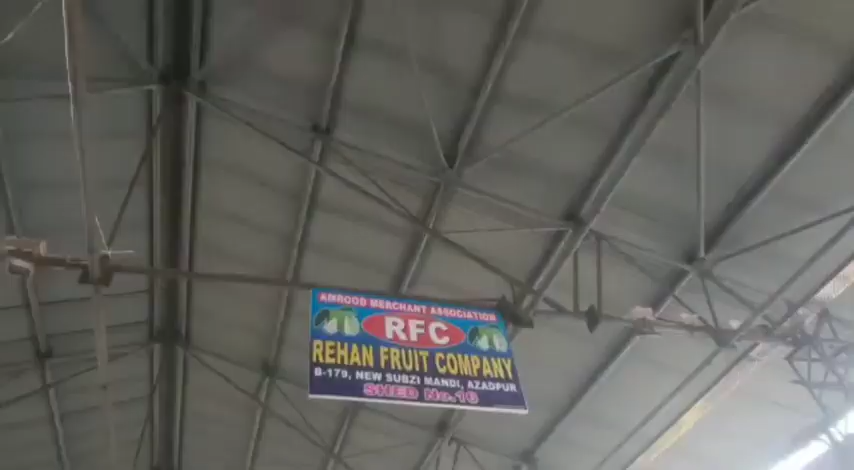 AMROOD MERCHANT ASSOCIATION
RFC
REHAN FRUIT COMPANY
B-179, NEW SUBZI MANDI, AZADPUR
SHED No.16